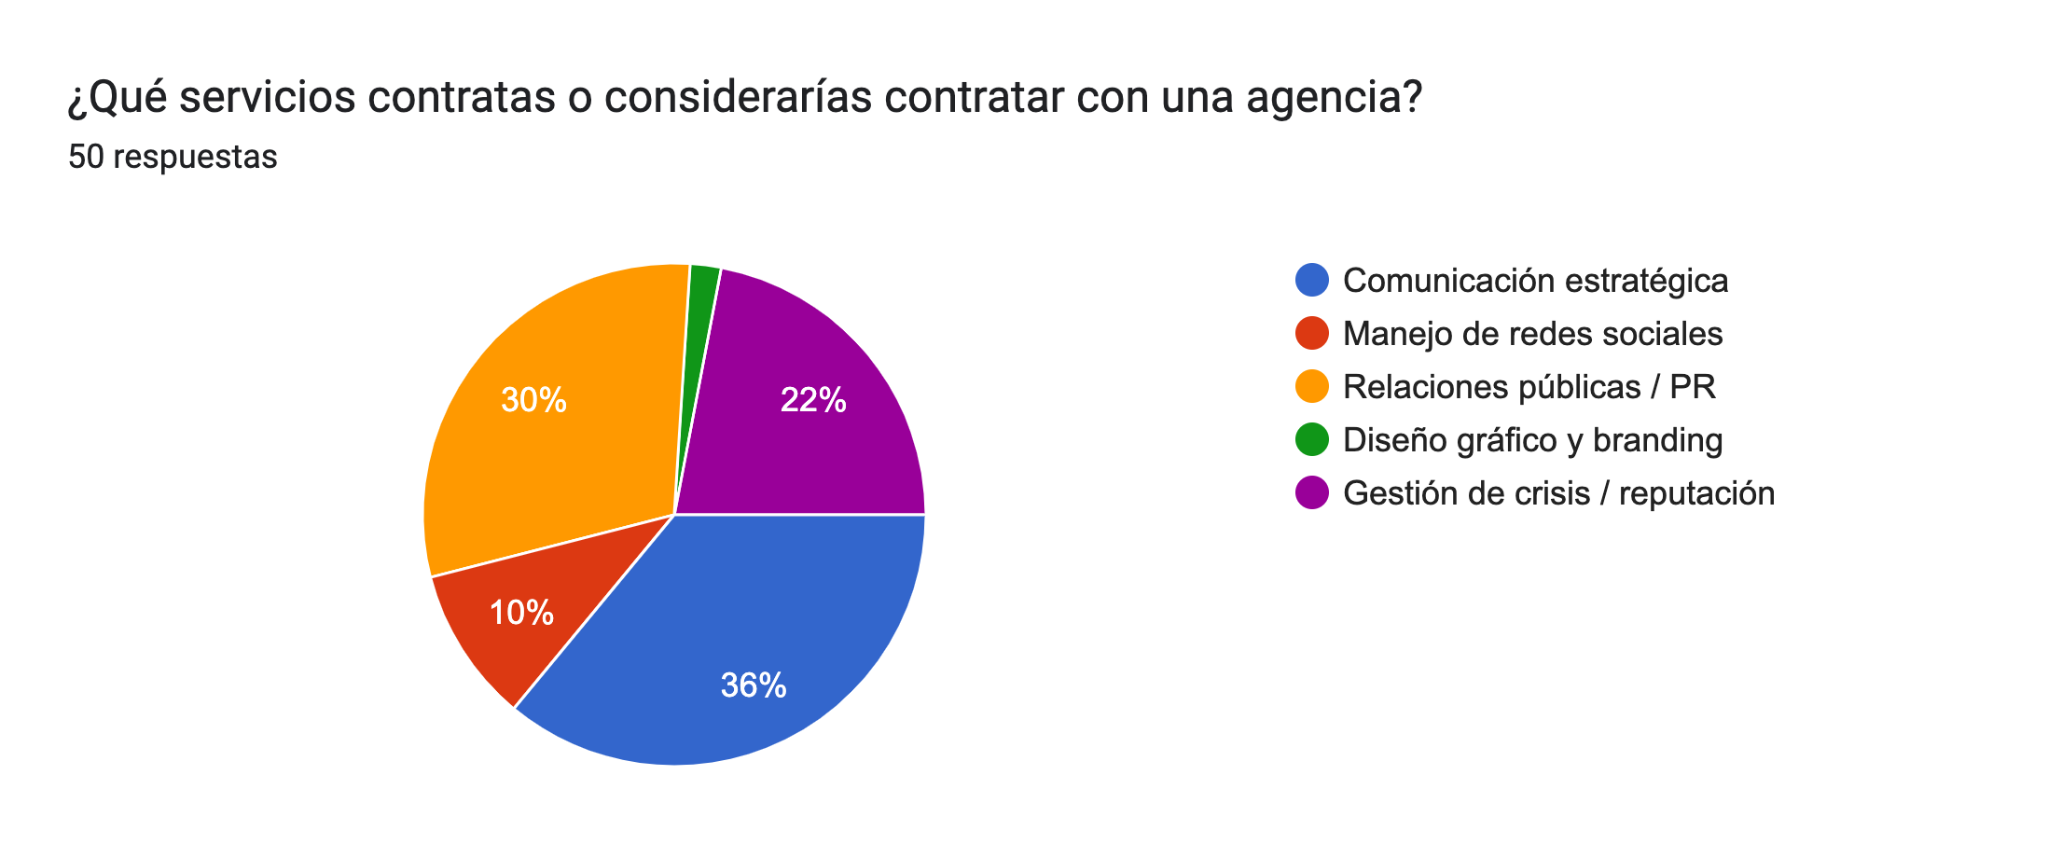 ¿Qué servicios contratas o considerarías contratar con una agencia?
50 respuestas
30%
22%
10%
36%
Comunicación estratégica
Manejo de redes sociales
Relaciones públicas / PR
Diseño gráfico y branding
Gestión de crisis / reputación